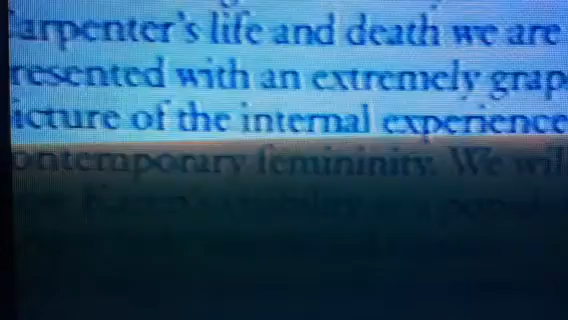 arpenter's life and death we are
resented with an extremely grap
icture of the internal experience
ontemporary femininity. We wil
Karen's